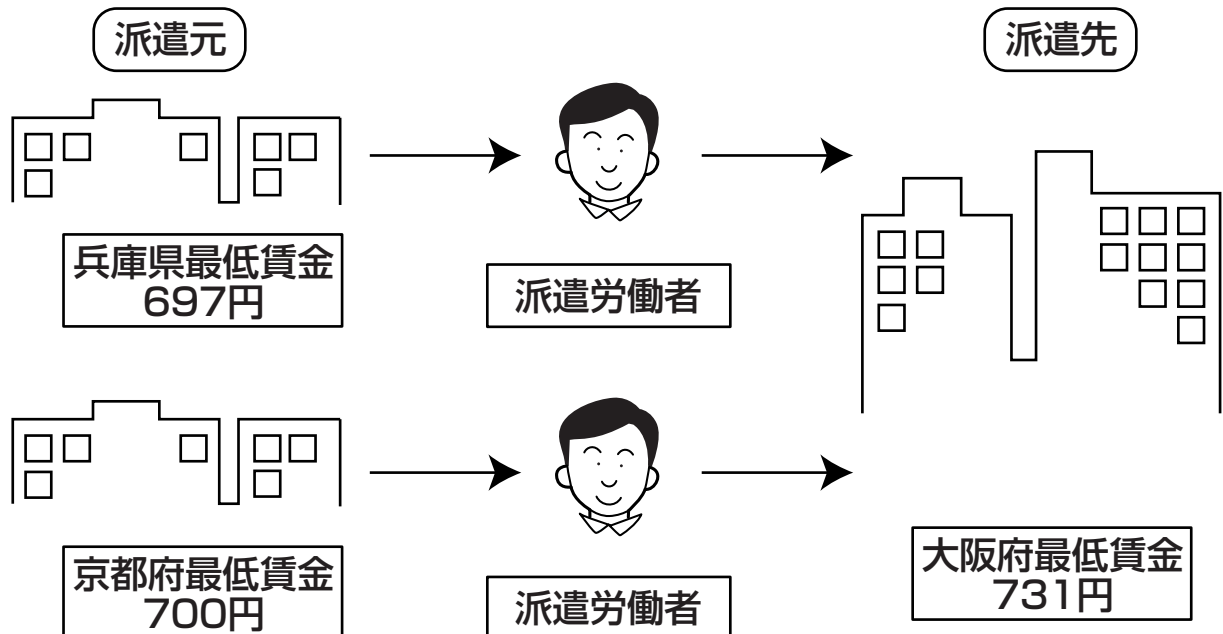 派遣元
派遣先
兵庫県最低賃金
697円
派遣労働者
京都府最低賃金
700円
派遣労働者
大阪府最低賃金
731円